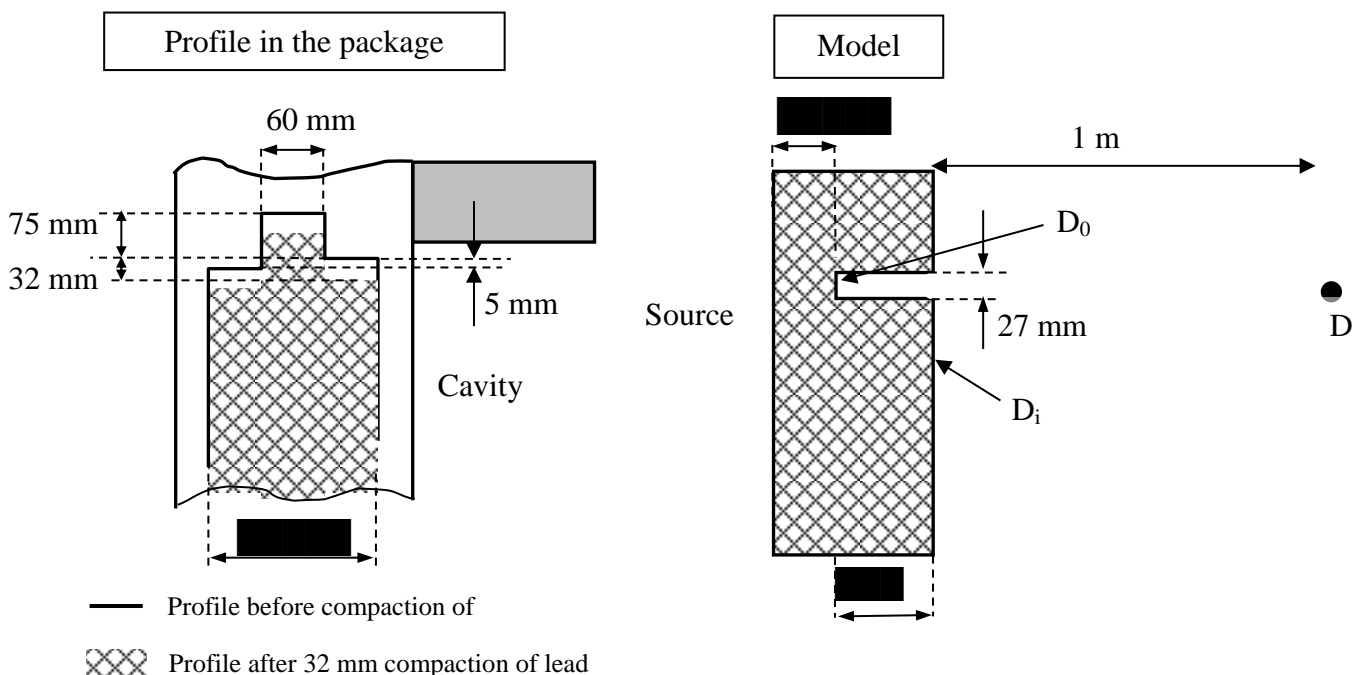 Profile in the package
Model
60 mm
1 m
75 mm
D₀
32 mm
5 mm
Source
27 mm
D
Cavity
Dᵢ
Profile before compaction of
Profile after 32 mm compaction of lead